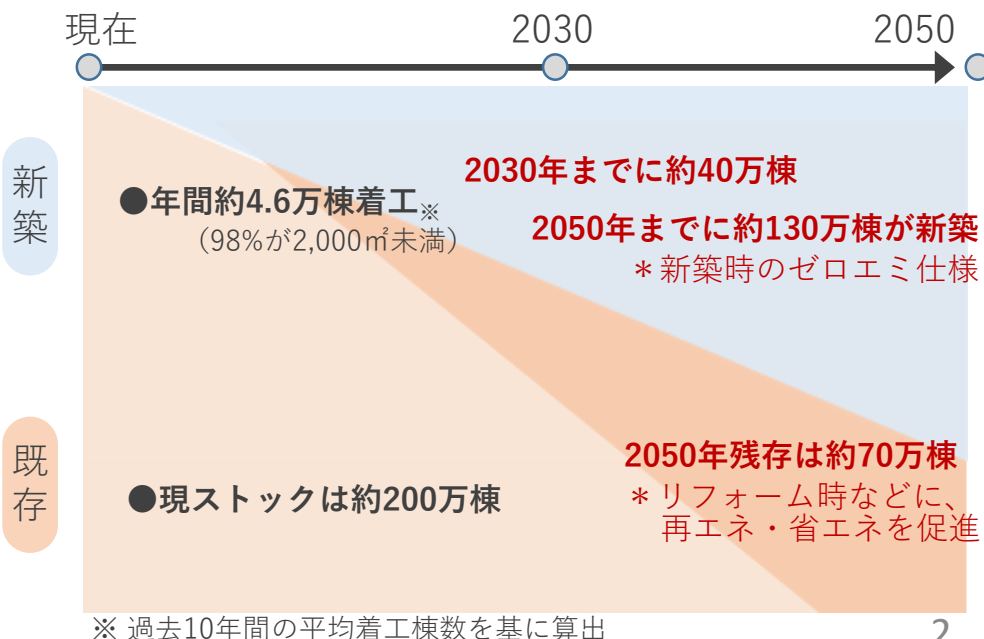 現在 2030 2050
新築
●年間約4.6万棟着工※
（98%が2,000㎡未満）
2030年までに約40万棟
2050年までに約130万棟が新築
＊新築時のゼロエミ仕様
既存
●現ストックは約200万棟
2050年残存は約70万棟
＊リフォーム時などに、
再エネ・省エネを促進
※ 過去10年間の平均着工棟数を基に算出
2